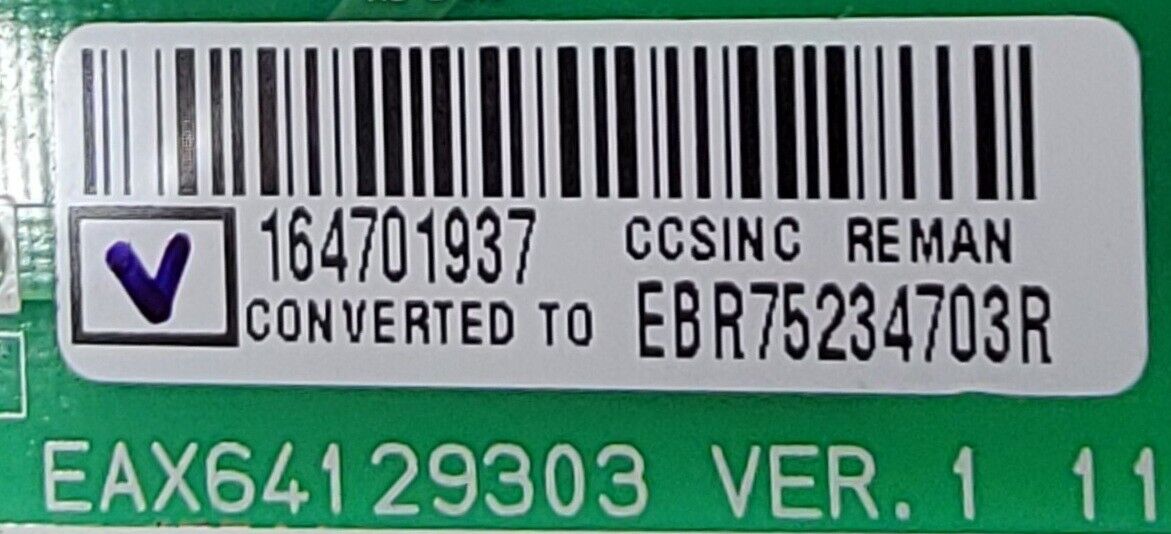 164701937 CCSINC REMAN
CONVERTED TO EBR75234703R
EAX64129303 VER. 1 11